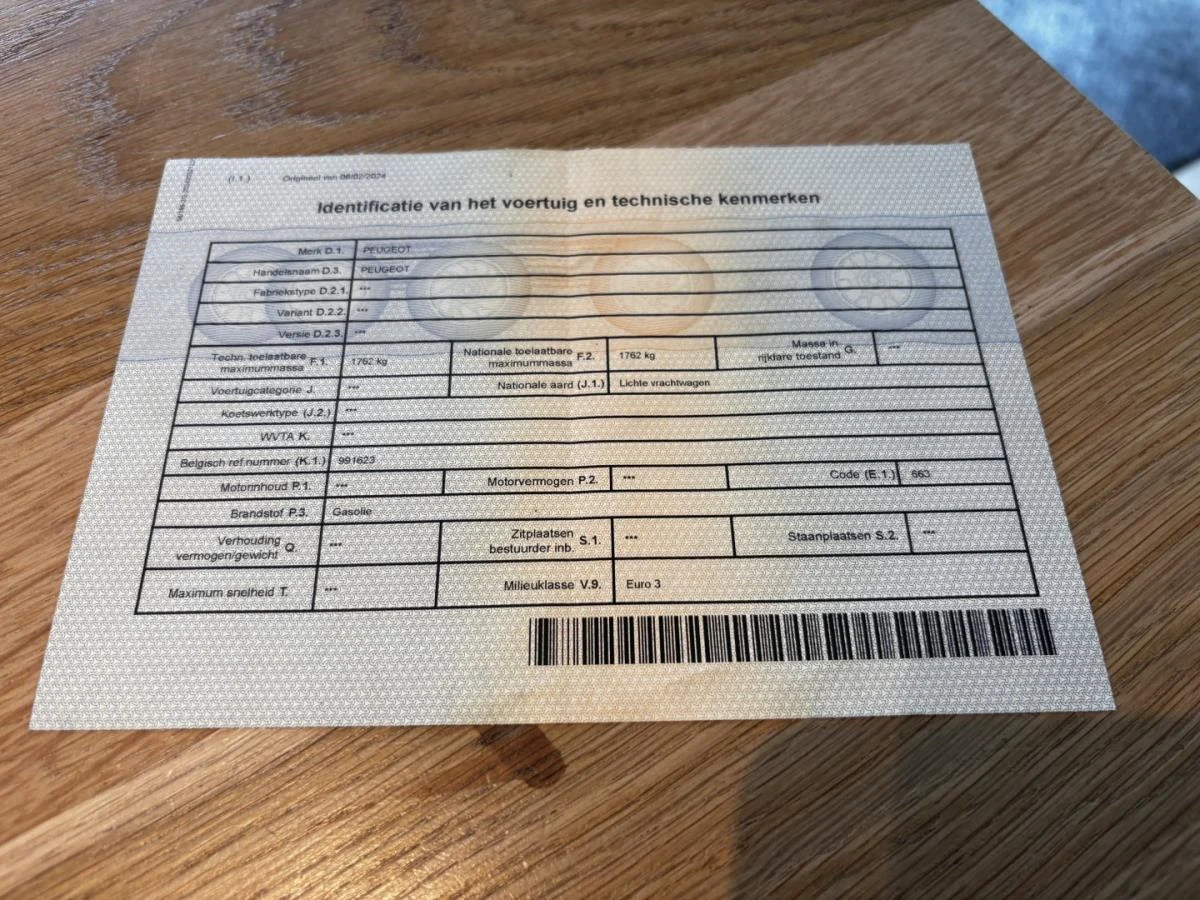 (I.1.) Origineel van 06/02/2024
Identificatie van het voertuig en technische kenmerken
Merk D.1. PEUGEOT
Handelsnaam D.3. PEUGEOT
Fabriekstype D.2.1. ***
Variant D.2.2. ***
Versie D.2.3. ***
Techn. toelaatbare maximummassa F.1. 1762 kg Nationale toelaatbare maximummassa F.2. 1762 kg Massa in rijklare toestand G. ***
Voertuigcategorie J. *** Nationale aard (J.1.) Lichte vrachtwagen
Koetswerktype (J.2.) ***
WVTA K. ***
Belgisch ref.nummer (K.1.) 991623
Motorinhoud P.1. *** Motorvermogen P.2. *** Code (E.1.) 663
Brandstof P.3. Gasolie
Verhouding vermogen/gewicht Q. *** Zitplaatsen bestuurder inb. S.1. *** Staanplaatsen S.2. ***
Maximum snelheid T. *** Milieuklasse V.9. Euro 3